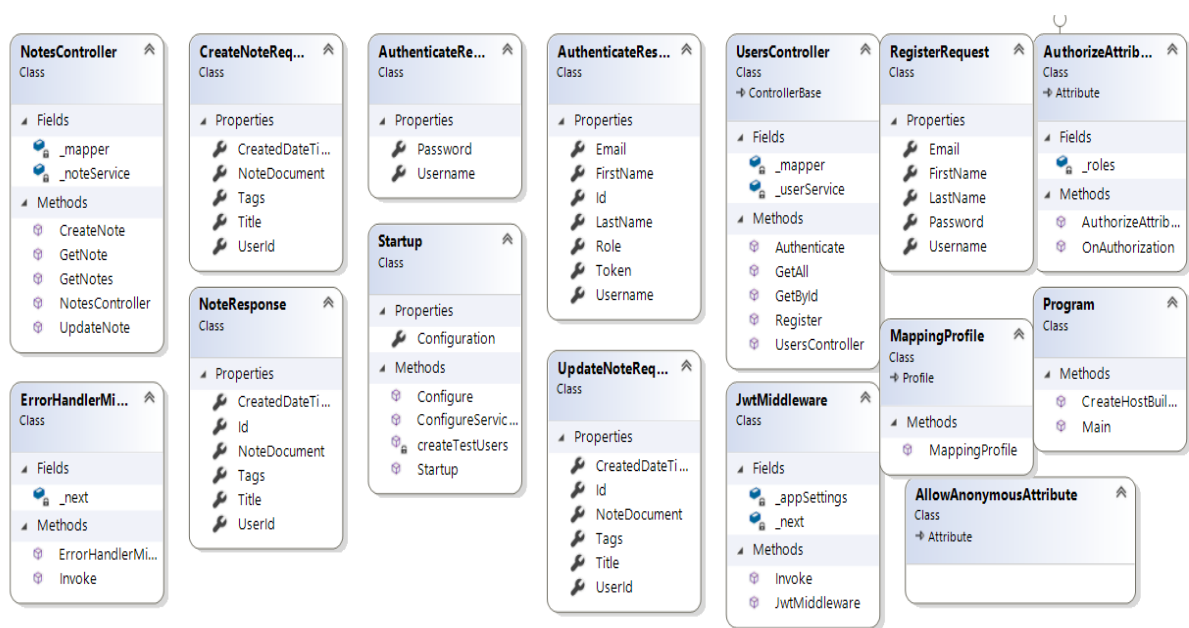 NotesController
Class
Fields
_mapper
_noteService
Methods
CreateNote
GetNote
GetNotes
NotesController
UpdateNote
ErrorHandlerMi...
Class
Fields
_next
Methods
ErrorHandlerMi...
Invoke
CreateNoteReq...
Class
Properties
CreatedDateTi...
NoteDocument
Tags
Title
UserId
NoteResponse
Class
Properties
CreatedDateTi...
Id
NoteDocument
Tags
Title
UserId
AuthenticateRe...
Class
Properties
Password
Username
Startup
Class
Properties
Configuration
Methods
Configure
ConfigureServic...
createTestUsers
Startup
AuthenticateRes...
Class
Properties
Email
FirstName
Id
LastName
Role
Token
Username
UpdateNoteReq...
Class
Properties
CreatedDateTi...
Id
NoteDocument
Tags
Title
UserId
UsersController
Class
ControllerBase
Fields
_mapper
_userService
Methods
Authenticate
GetAll
GetById
Register
UsersController
JwtMiddleware
Class
Fields
_appSettings
_next
Methods
Invoke
JwtMiddleware
RegisterRequest
Class
Properties
Email
FirstName
LastName
Password
Username
MappingProfile
Class
Profile
Methods
MappingProfile
AuthorizeAttrib...
Class
Attribute
Fields
_roles
Methods
AuthorizeAttrib...
OnAuthorization
Program
Class
Methods
CreateHostBuil...
Main
AllowAnonymousAttribute
Class
Attribute